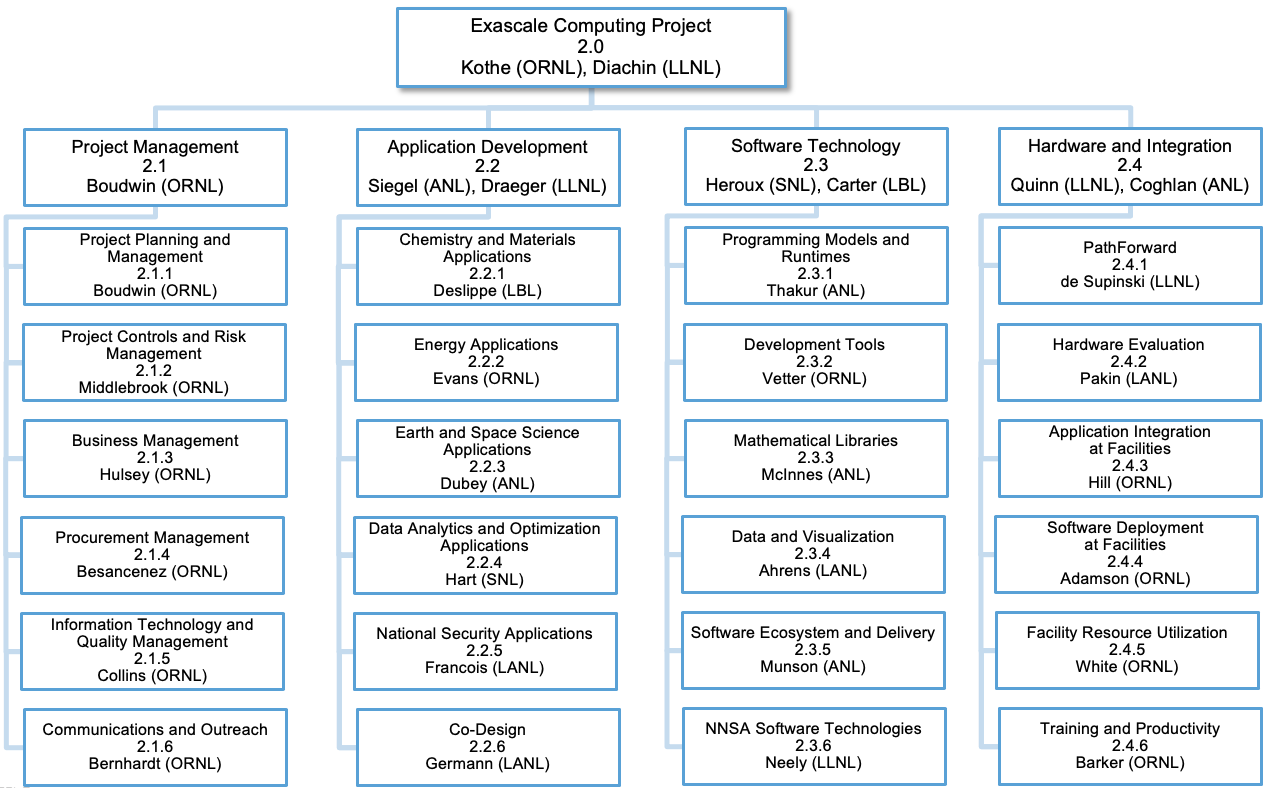 Exascale Computing Project
2.0
Kothe (ORNL), Diachin (LLNL)
Project Management
2.1
Boudwin (ORNL)
Project Planning and
Management
2.1.1
Boudwin (ORNL)
Project Controls and Risk
Management
2.1.2
Middlebrook (ORNL)
Business Management
2.1.3
Hulsey (ORNL)
Procurement Management
2.1.4
Besancenez (ORNL)
Information Technology and
Quality Management
2.1.5
Collins (ORNL)
Communications and Outreach
2.1.6
Bernhardt (ORNL)
Application Development
2.2
Siegel (ANL), Draeger (LLNL)
Chemistry and Materials
Applications
2.2.1
Deslippe (LBL)
Energy Applications
2.2.2
Evans (ORNL)
Earth and Space Science
Applications
2.2.3
Dubey (ANL)
Data Analytics and Optimization
Applications
2.2.4
Hart (SNL)
National Security Applications
2.2.5
Francois (LANL)
Co-Design
2.2.6
Germann (LANL)
Software Technology
2.3
Heroux (SNL), Carter (LBL)
Programming Models and
Runtimes
2.3.1
Thakur (ANL)
Development Tools
2.3.2
Vetter (ORNL)
Mathematical Libraries
2.3.3
McInnes (ANL)
Data and Visualization
2.3.4
Ahrens (LANL)
Software Ecosystem and Delivery
2.3.5
Munson (ANL)
NNSA Software Technologies
2.3.6
Neely (LLNL)
Hardware and Integration
2.4
Quinn (LLNL), Coghlan (ANL)
PathForward
2.4.1
de Supinski (LLNL)
Hardware Evaluation
2.4.2
Pakin (LANL)
Application Integration
at Facilities
2.4.3
Hill (ORNL)
Software Deployment
at Facilities
2.4.4
Adamson (ORNL)
Facility Resource Utilization
2.4.5
White (ORNL)
Training and Productivity
2.4.6
Barker (ORNL)